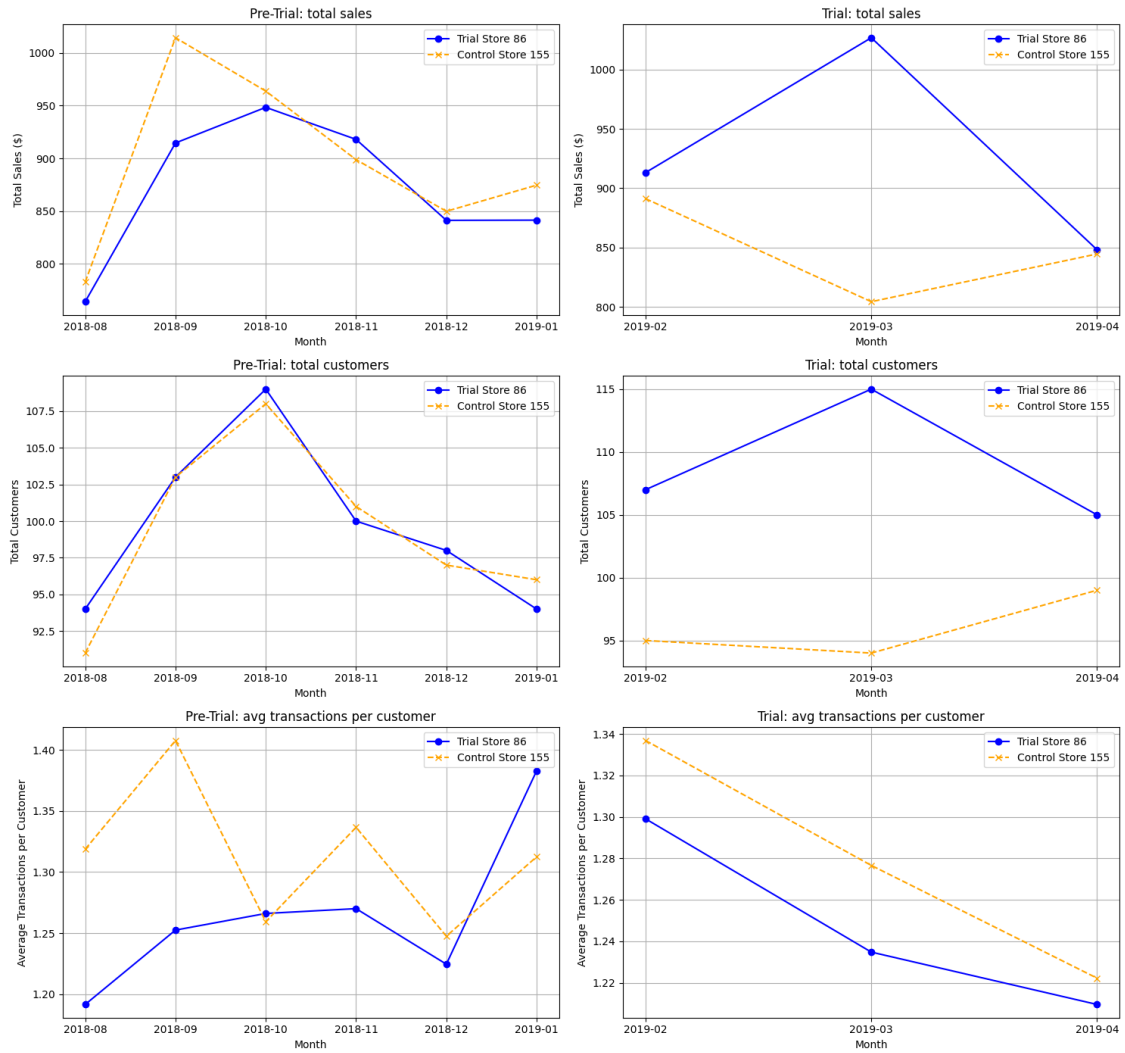 Pre-Trial: total sales
Total Sales ($)
1000
950
900
850
800
Trial Store 86
Control Store 155
2018-08 2018-09 2018-10 2018-11 2018-12 2019-01
Month
Trial: total sales
Total Sales ($)
1000
950
900
850
800
Trial Store 86
Control Store 155
2019-02 2019-03 2019-04
Month
Pre-Trial: total customers
Total Customers
107.5
105.0
102.5
100.0
97.5
95.0
92.5
Trial Store 86
Control Store 155
2018-08 2018-09 2018-10 2018-11 2018-12 2019-01
Month
Trial: total customers
Total Customers
115
110
105
100
95
Trial Store 86
Control Store 155
2019-02 2019-03 2019-04
Month
Pre-Trial: avg transactions per customer
Average Transactions per Customer
1.40
1.35
1.30
1.25
1.20
Trial Store 86
Control Store 155
2018-08 2018-09 2018-10 2018-11 2018-12 2019-01
Month
Trial: avg transactions per customer
Average Transactions per Customer
1.34
1.32
1.30
1.28
1.26
1.24
1.22
Trial Store 86
Control Store 155
2019-02 2019-03 2019-04
Month